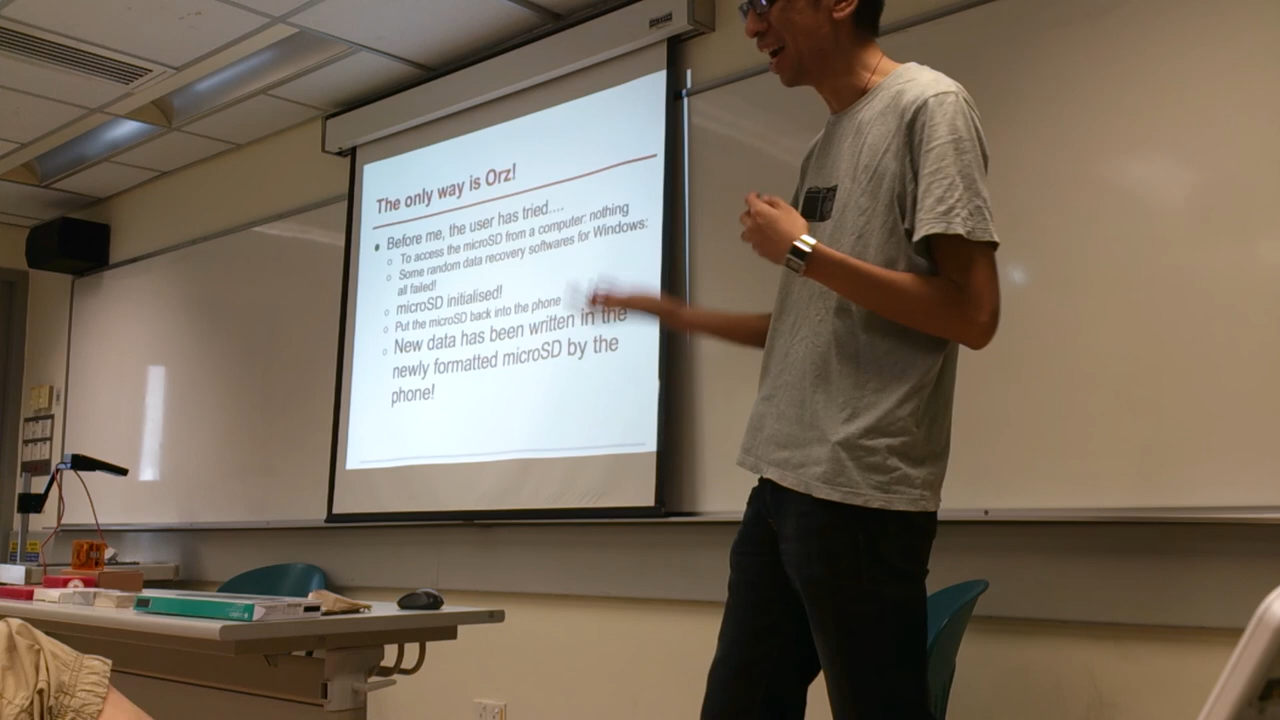 The only way is Orz!
Before me, the user has tried....
To access the microSD from a computer: nothing
Some random data recovery softwares for Windows:
all failed!
microSD initialised!
Put the microSD back into the phone
New data has been written in the
newly formatted microSD by the
phone!